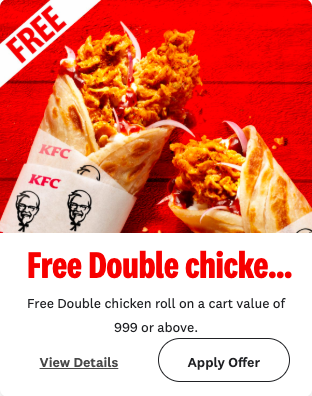 FREE
KFC
KFC
Free Double chicke...
Free Double chicken roll on a cart value of
999 or above.
View Details
Apply Offer